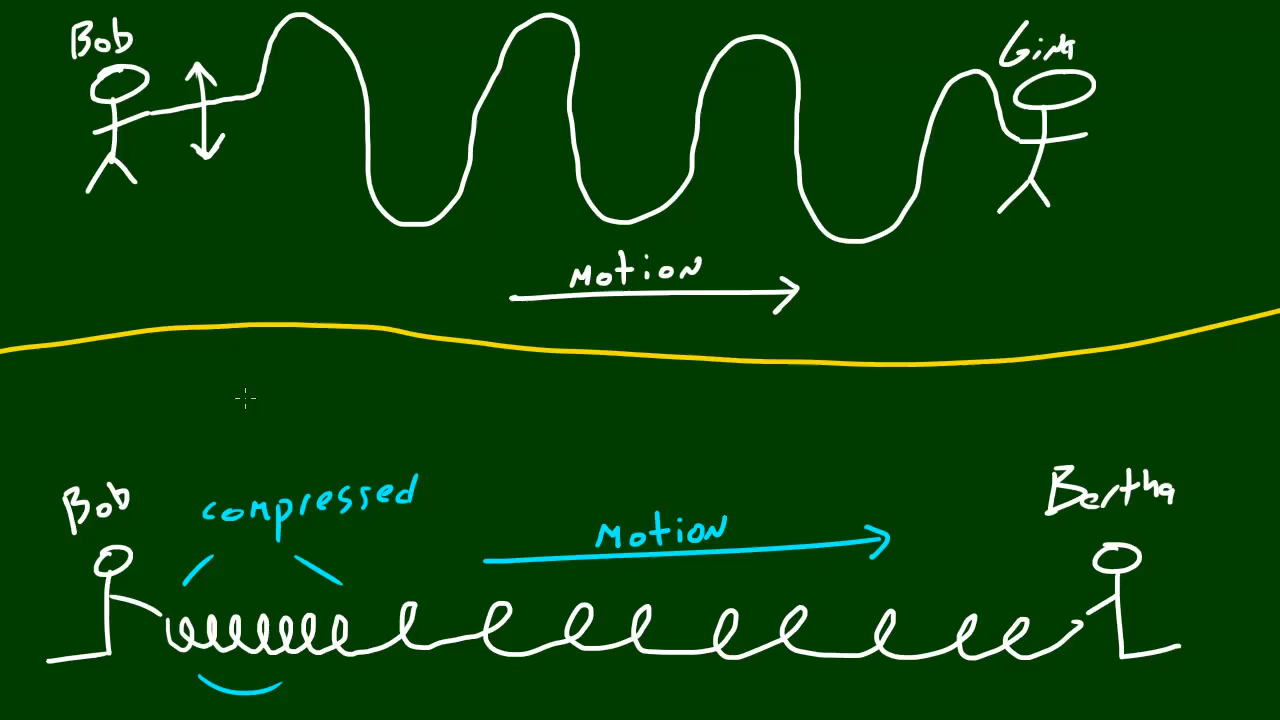 Bob
Gina
MOTION
Bob
compressed
MOTION
Bertha